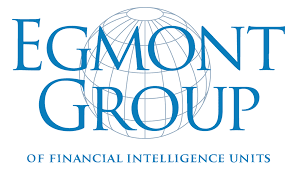 EGMONT
GROUP
OF FINANCIAL INTELLIGENCE UNITS